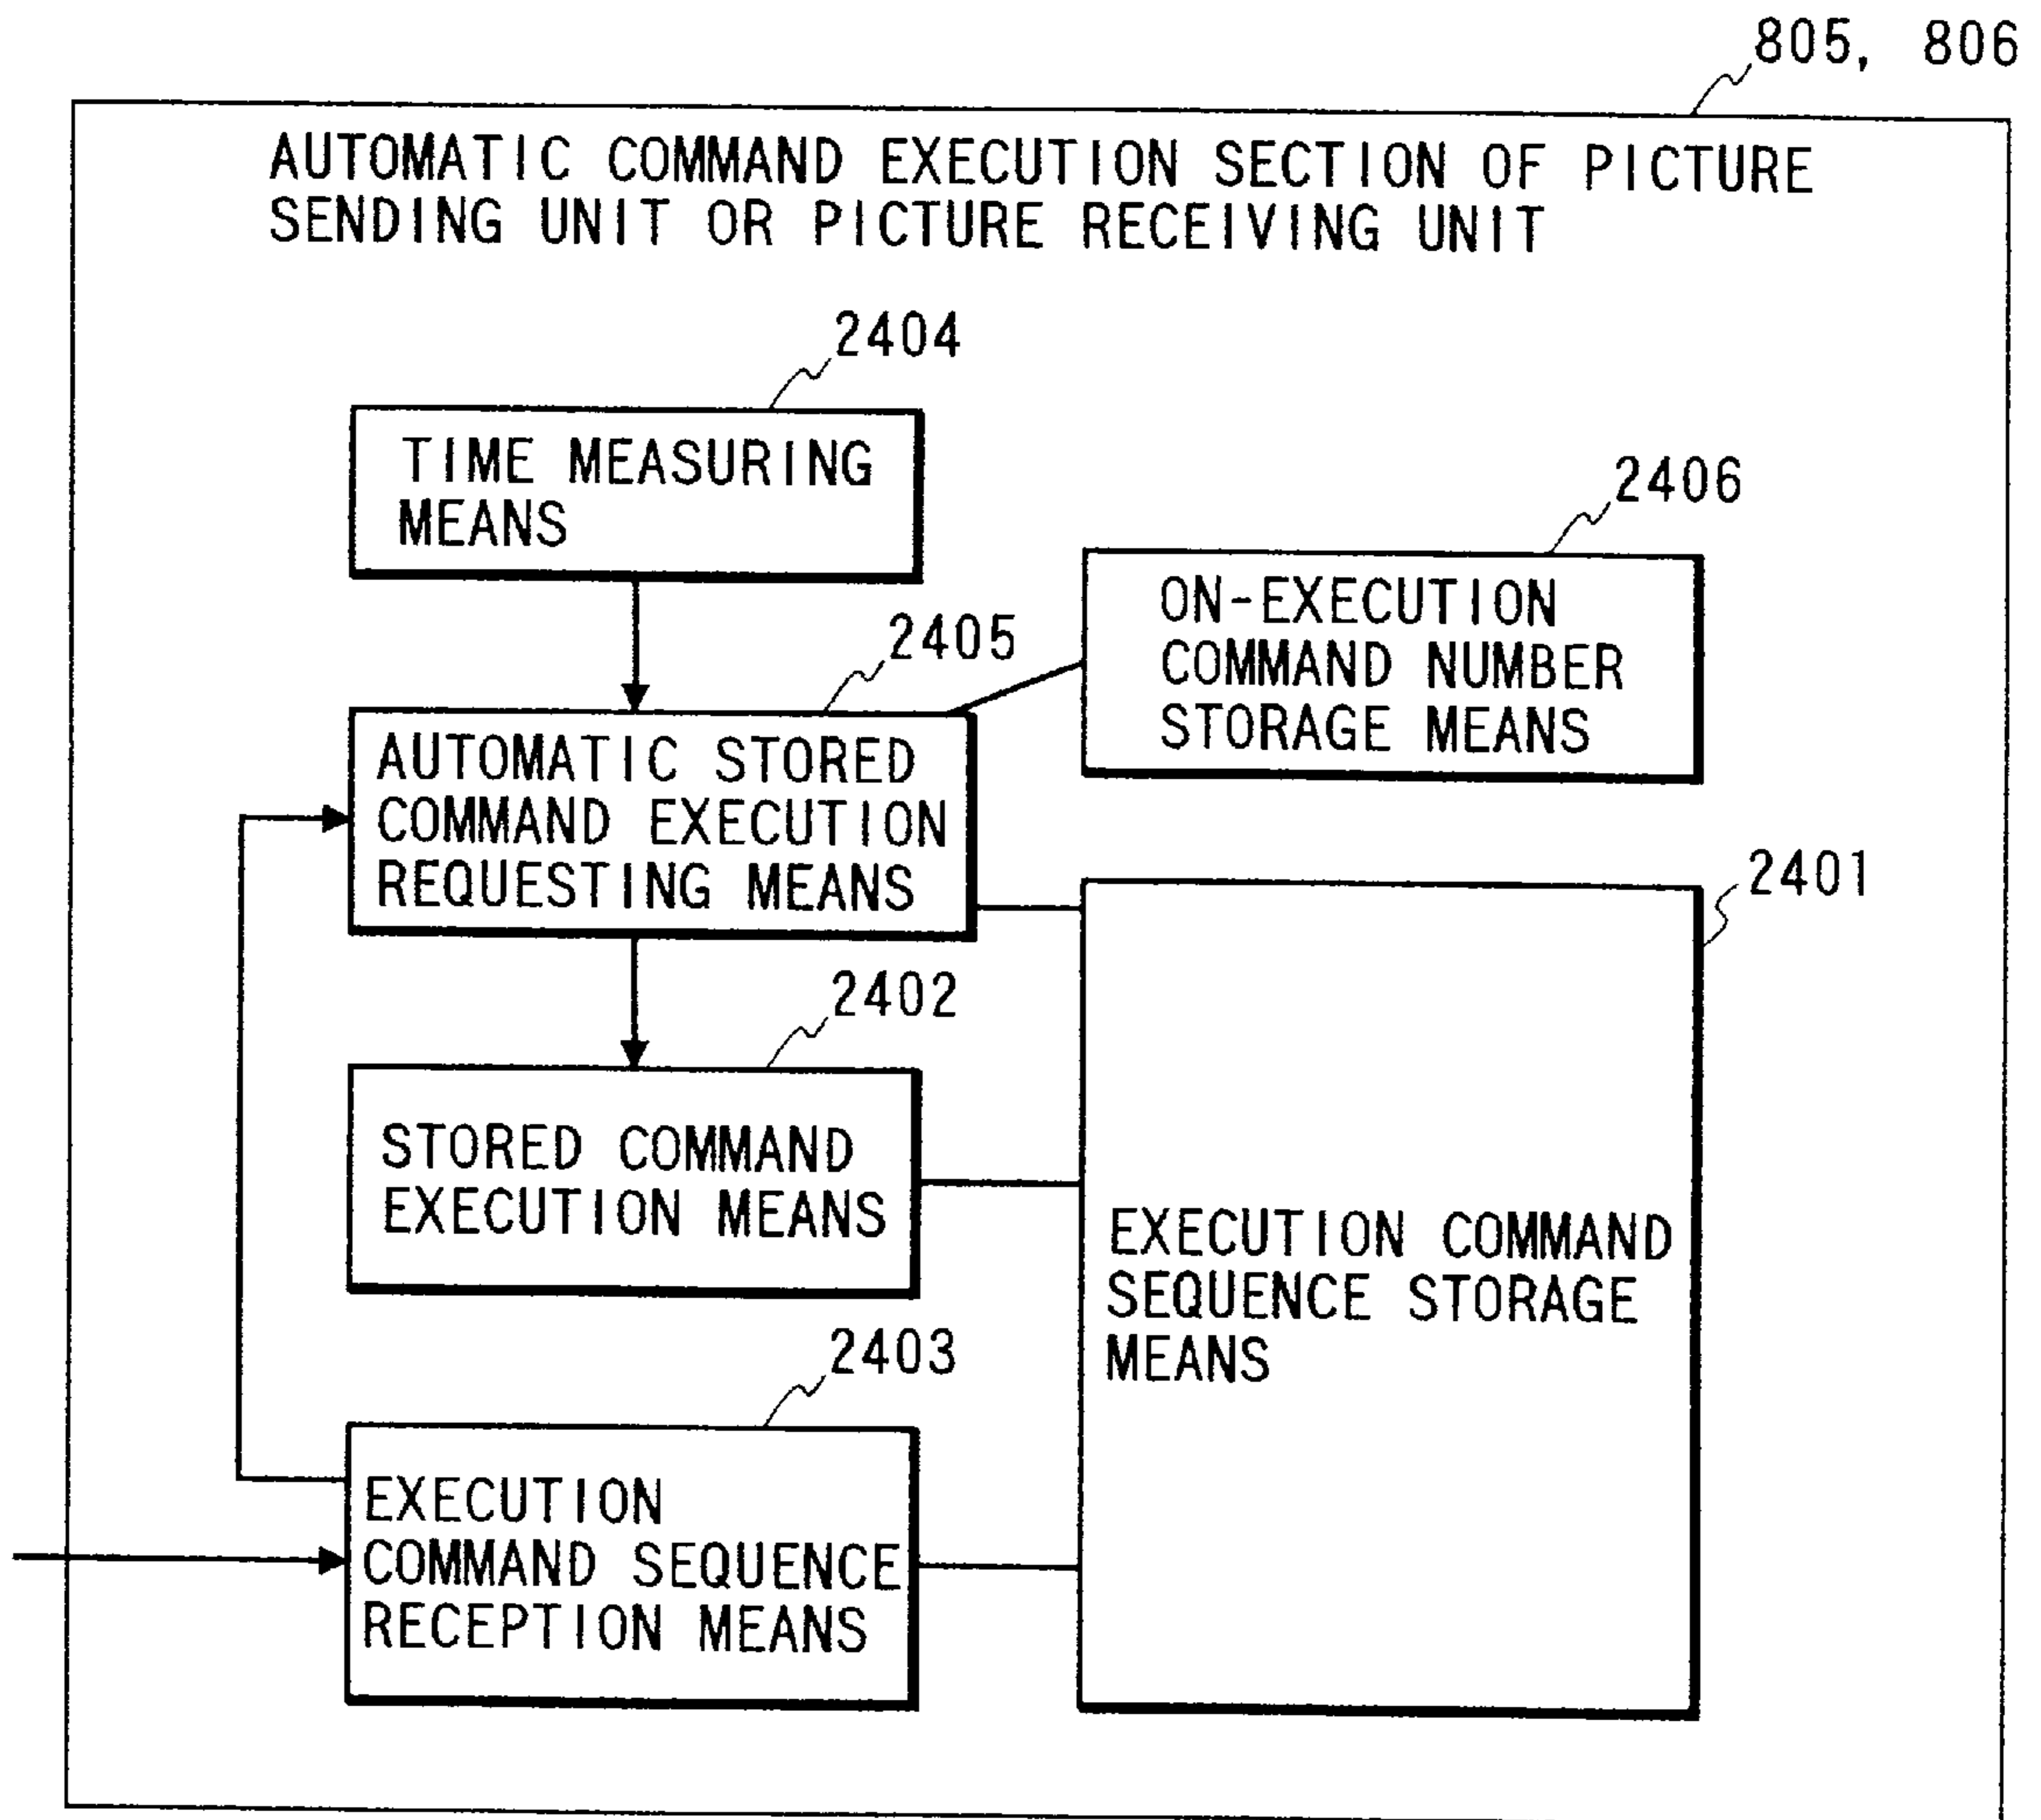 805, 806
AUTOMATIC COMMAND EXECUTION SECTION OF PICTURE
SENDING UNIT OR PICTURE RECEIVING UNIT
2404
TIME MEASURING
MEANS
2406
ON-EXECUTION
COMMAND NUMBER
STORAGE MEANS
2405
AUTOMATIC STORED
COMMAND EXECUTION
REQUESTING MEANS
2401
EXECUTION COMMAND
SEQUENCE STORAGE
MEANS
2402
STORED COMMAND
EXECUTION MEANS
2403
EXECUTION
COMMAND SEQUENCE
RECEPTION MEANS